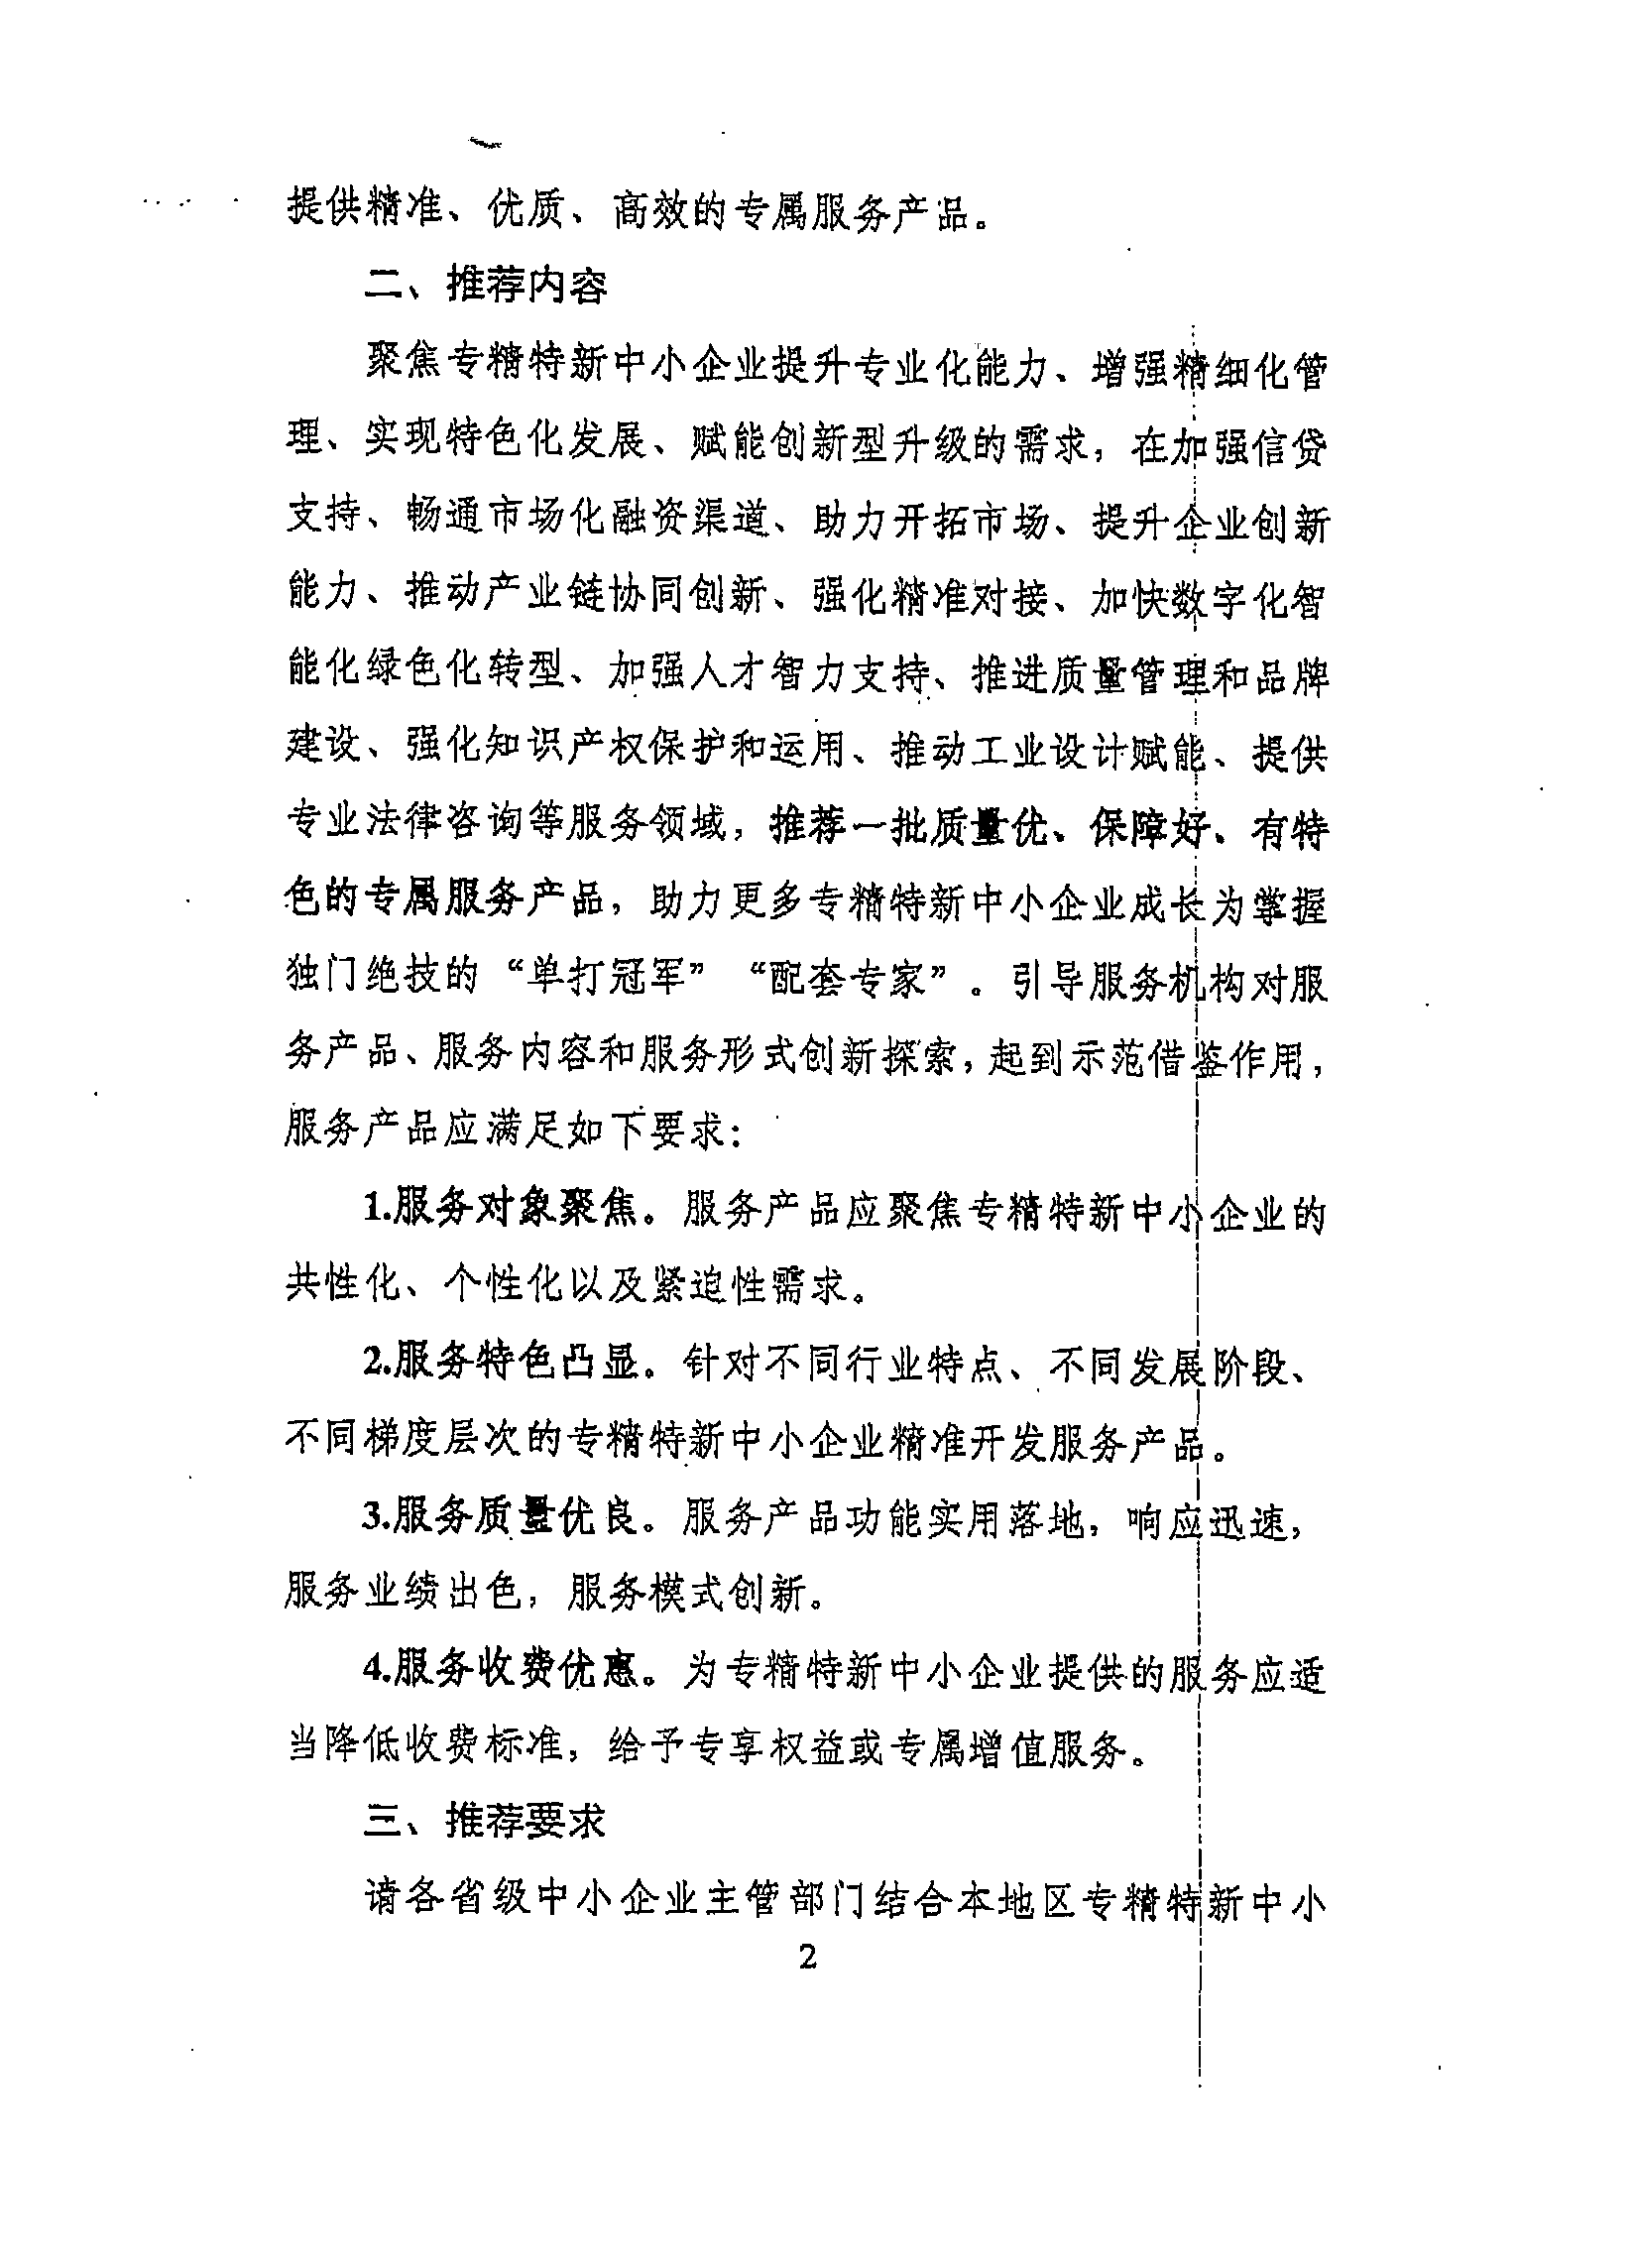 提供精准、优质、高效的专属服务产品。
二、推荐内容
聚焦专精特新中小企业提升专业化能力、增强精细化管
理、实现特色化发展、赋能创新型升级的需求，在加强信贷
支持、畅通市场化融资渠道、助力开拓市场、提升企业创新
能力、推动产业链协同创新、强化精准对接、加快数字化智
能化绿色化转型、加强人才智力支持、推进质量管理和品牌
建设、强化知识产权保护和运用、推动工业设计赋能、提供
专业法律咨询等服务领域，推荐一批质量优、保障好、有特
色的专属服务产品，助力更多专精特新中小企业成长为掌握
独门绝技的“单打冠军”“配套专家”。引导服务机构对服
务产品、服务内容和服务形式创新探索，起到示范借鉴作用，
服务产品应满足如下要求：
1.服务对象聚焦。服务产品应聚焦专精特新中小企业的
共性化、个性化以及紧迫性需求。
2.服务特色凸显。针对不同行业特点、不同发展阶段、
不同梯度层次的专精特新中小企业精准开发服务产品。
3.服务质量优良。服务产品功能实用落地，响应迅速，
服务业绩出色，服务模式创新。
4.服务收费优惠。为专精特新中小企业提供的服务应适
当降低收费标准，给予专享权益或专属增值服务。
三、推荐要求
请各省级中小企业主管部门结合本地区专精特新中小
2